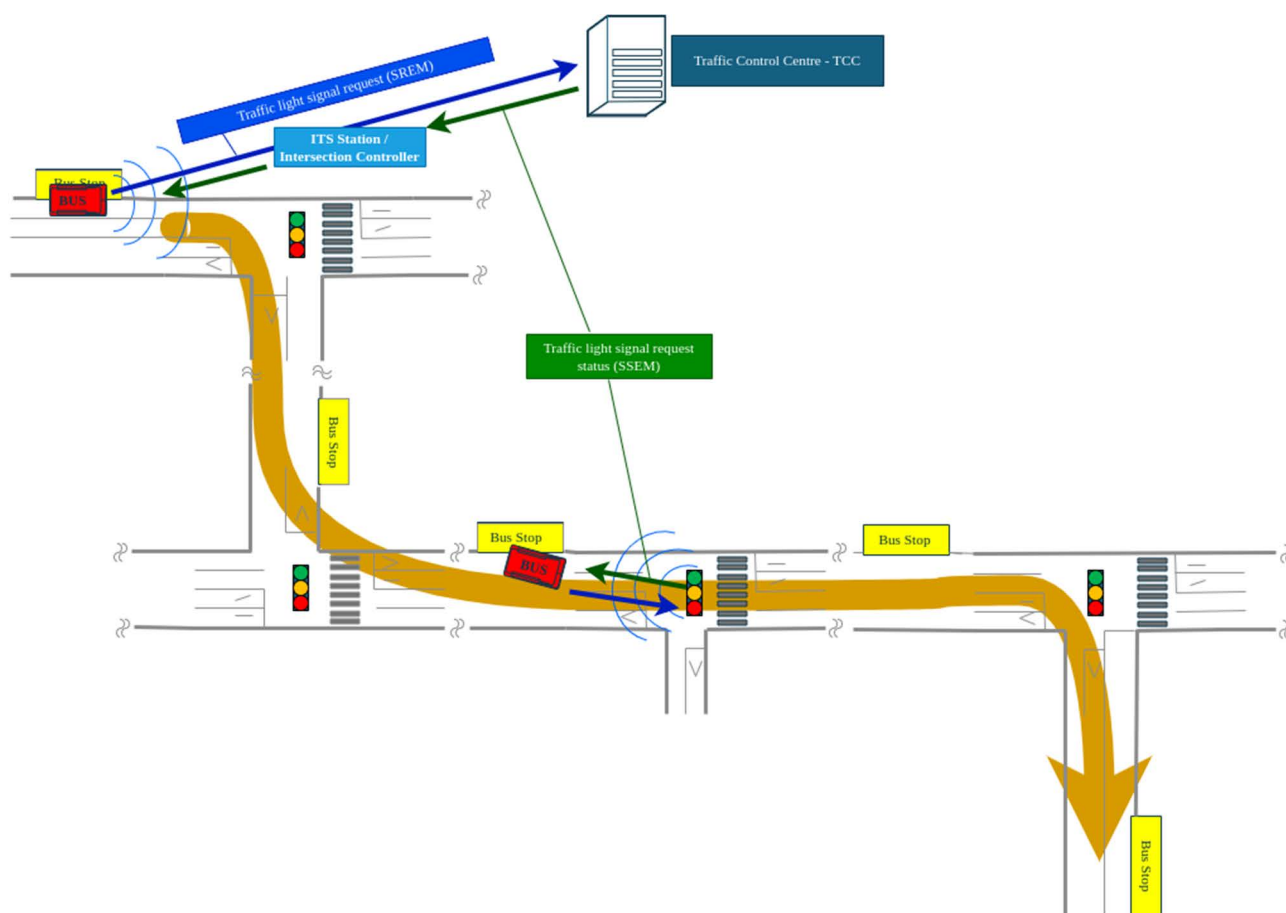 Traffic light signal request (SREM)
Traffic Control Centre - TCC
ITS Station /
Intersection Controller
Bus Stop
BUS
Traffic light signal request
status (SSEM)
Bus Stop
Bus Stop
BUS
Bus Stop
Bus Stop